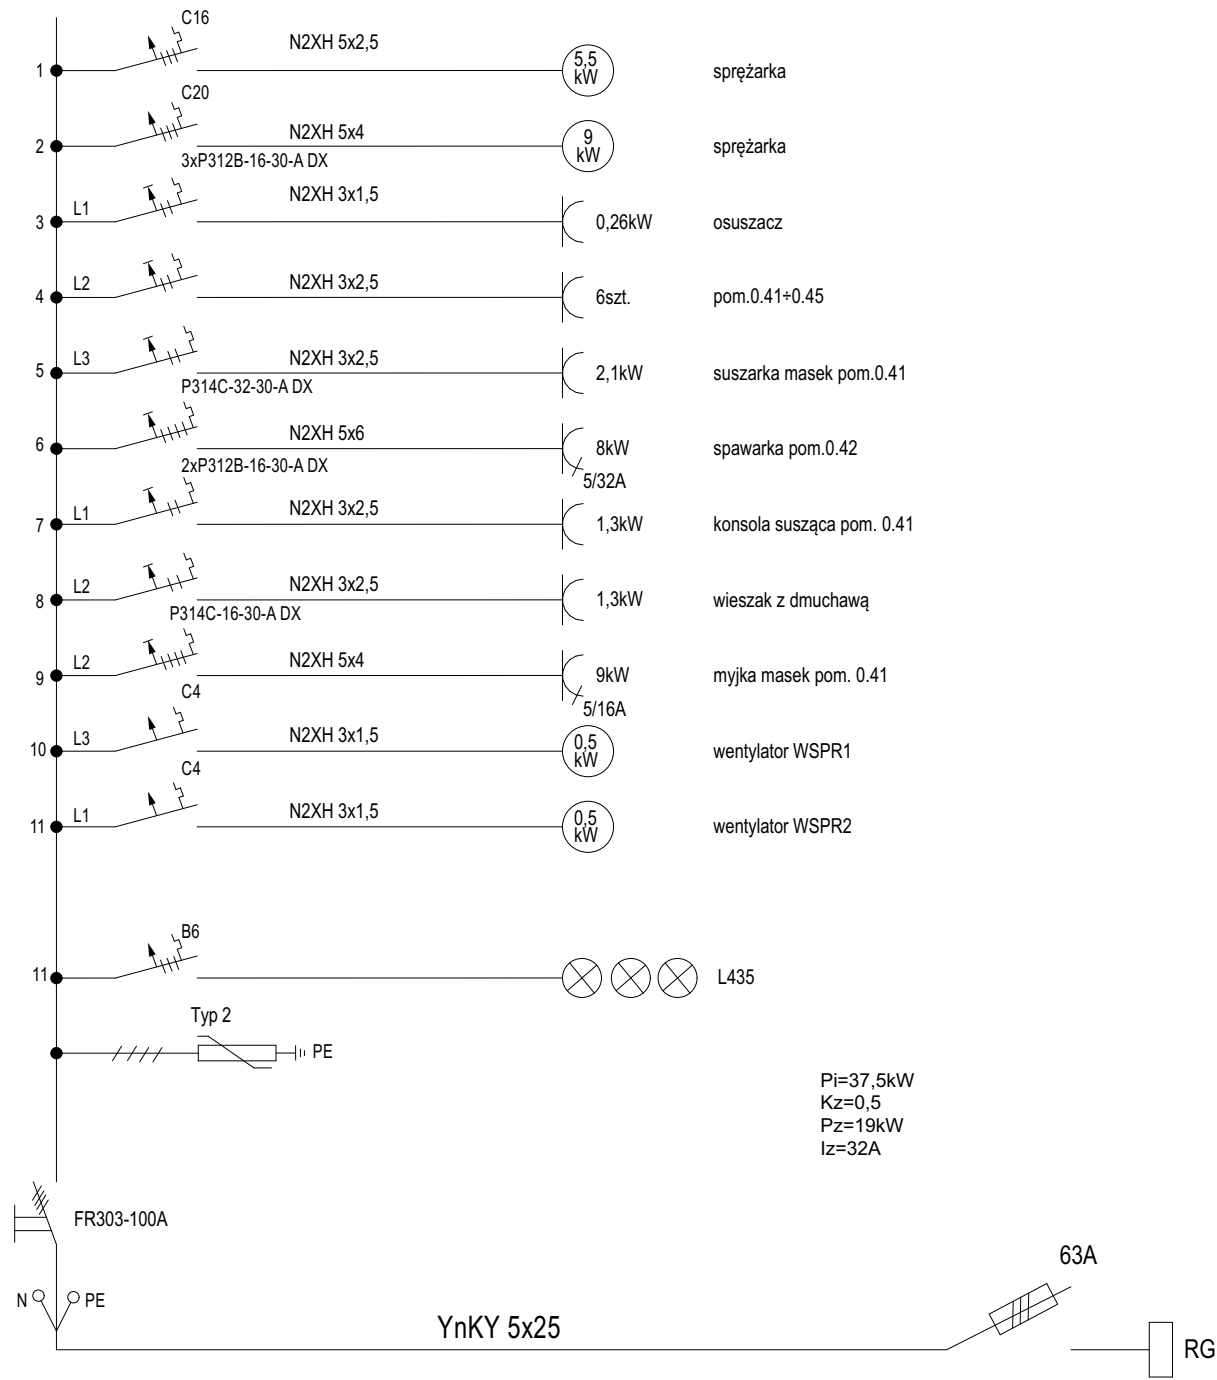 C16
N2XH 5x2,5
1
5,5
kW
sprężarka
C20
N2XH 5x4
2
9
kW
sprężarka
3xP312B-16-30-A DX
N2XH 3x1,5
L1
3
0,26kW
osuszacz
N2XH 3x2,5
L2
4
6szt.
pom.0.41÷0.45
N2XH 3x2,5
L3
5
2,1kW
suszarka masek pom.0.41
P314C-32-30-A DX
N2XH 5x6
6
8kW
spawarka pom.0.42
2xP312B-16-30-A DX
5/32A
N2XH 3x2,5
L1
7
1,3kW
konsola susząca pom. 0.41
N2XH 3x2,5
L2
8
1,3kW
wieszak z dmuchawą
P314C-16-30-A DX
N2XH 5x4
L2
9
9kW
myjka masek pom. 0.41
C4
5/16A
N2XH 3x1,5
L3
10
0,5
kW
wentylator WSPR1
C4
N2XH 3x1,5
L1
11
0,5
kW
wentylator WSPR2
B6
11
L435
Typ 2
PE
Pi=37,5kW
Kz=0,5
Pz=19kW
Iz=32A
FR303-100A
63A
N
PE
YnKY 5x25
RG